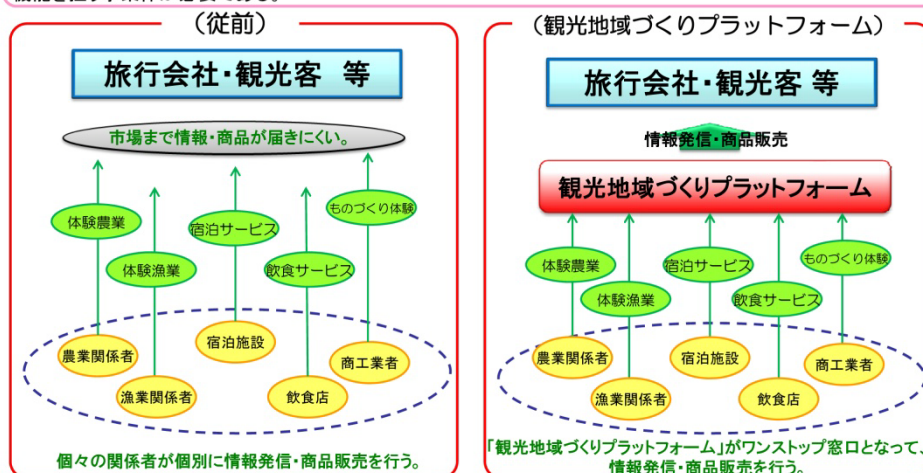 (従前)
旅行会社・観光客 等
市場まで情報・商品が届きにくい。
体験農業
体験漁業
宿泊サービス
飲食サービス
ものづくり体験
農業関係者
漁業関係者
宿泊施設
飲食店
商工業者
個々の関係者が個別に情報発信・商品販売を行う。
(観光地域づくりプラットフォーム)
旅行会社・観光客 等
情報発信・商品販売
観光地域づくりプラットフォーム
体験農業
体験漁業
宿泊サービス
飲食サービス
ものづくり体験
農業関係者
漁業関係者
宿泊施設
飲食店
商工業者
「観光地域づくりプラットフォーム」がワンストップ窓口となって
情報発信・商品販売を行う。